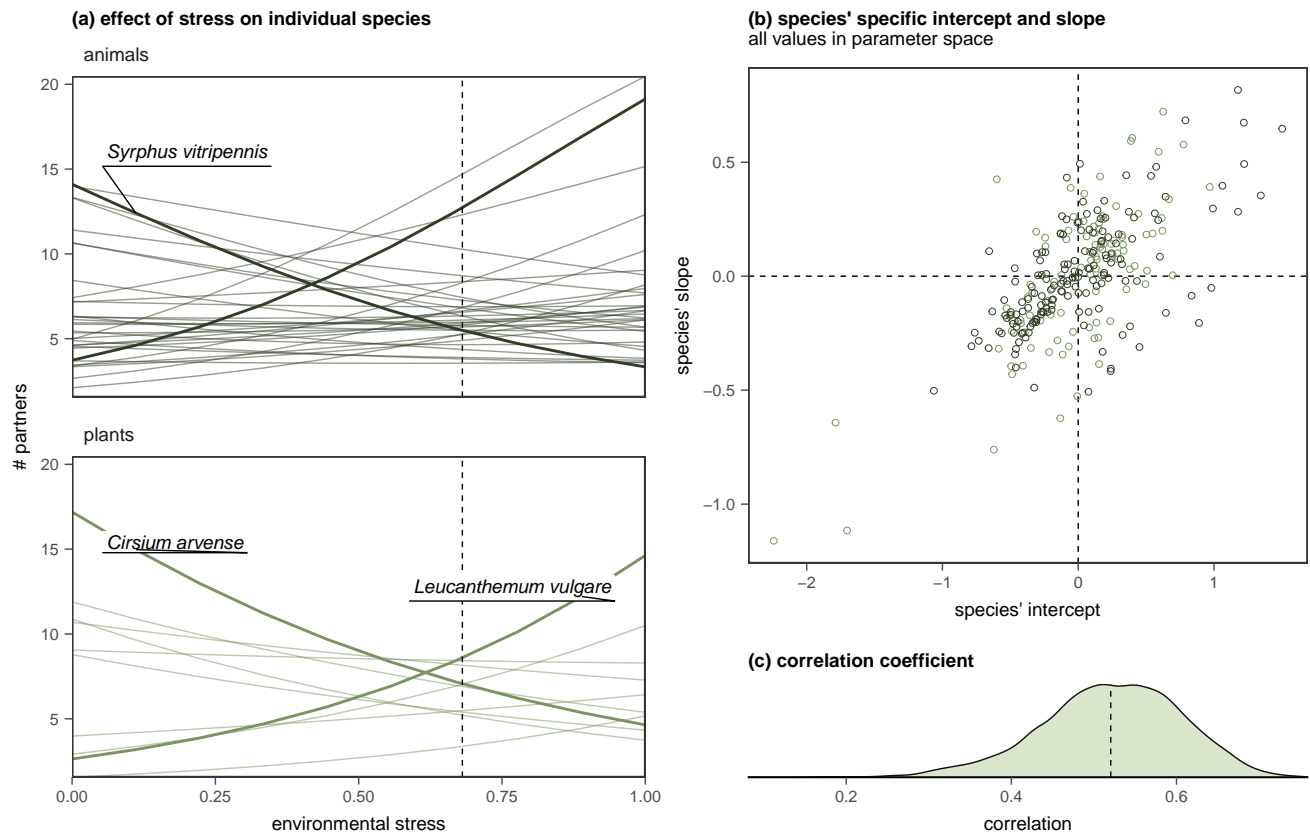 (a) effect of stress on individual species
animals
20
15
10
5
Syrphus vitripennis
# partners
plants
20
15
10
5
Cirsium arvense
Leucanthemum vulgare
0.00 0.25 0.50 0.75 1.00
environmental stress
(b) species' specific intercept and slope
all values in parameter space
species' slope
0.5
0.0
−0.5
−1.0
−2 −1 0 1
species' intercept
(c) correlation coefficient
0.2 0.4 0.6
correlation